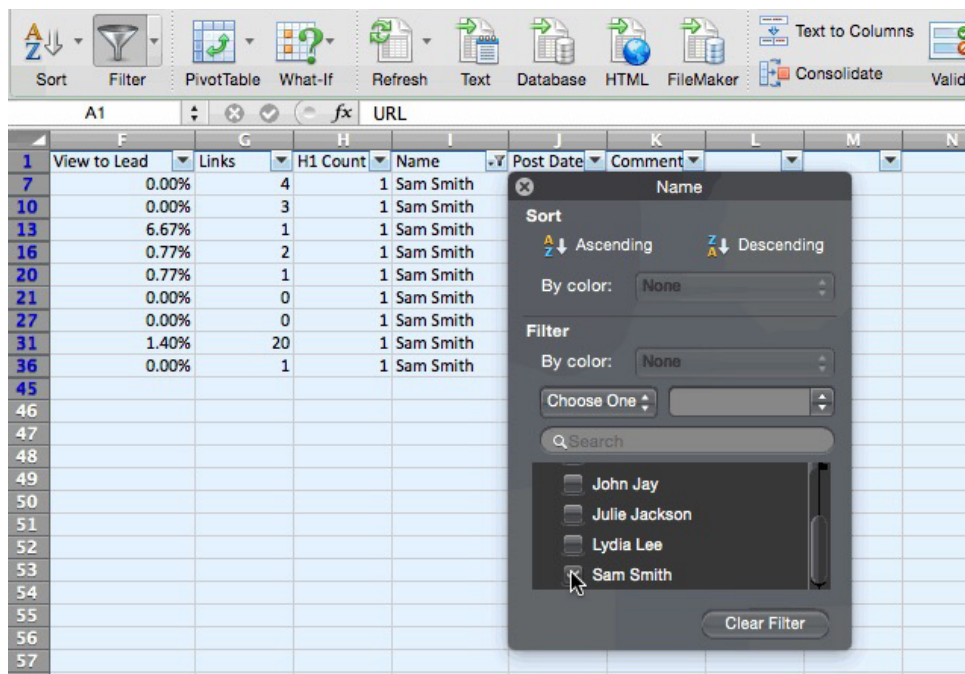 Text to Columns
Sort Filter PivotTable What-If Refresh Text Database HTML FileMaker Consolidate Valid
A1 fx URL
F G H I J K L M N
1 View to Lead Links H1 Count Name Post Date Comment
7 0.00% 4 1 Sam Smith
10 0.00% 3 1 Sam Smith
13 6.67% 1 1 Sam Smith
16 0.77% 2 1 Sam Smith
20 0.77% 1 1 Sam Smith
21 0.00% 0 1 Sam Smith
27 0.00% 0 1 Sam Smith
31 1.40% 20 1 Sam Smith
36 0.00% 1 1 Sam Smith
45
46
47
48
49
50
51
52
53
54
55
56
57
Name
Sort
A Z Ascending Z A Descending
By color: None
Filter
By color: None
Choose One
Search
John Jay
Julie Jackson
Lydia Lee
Sam Smith
Clear Filter